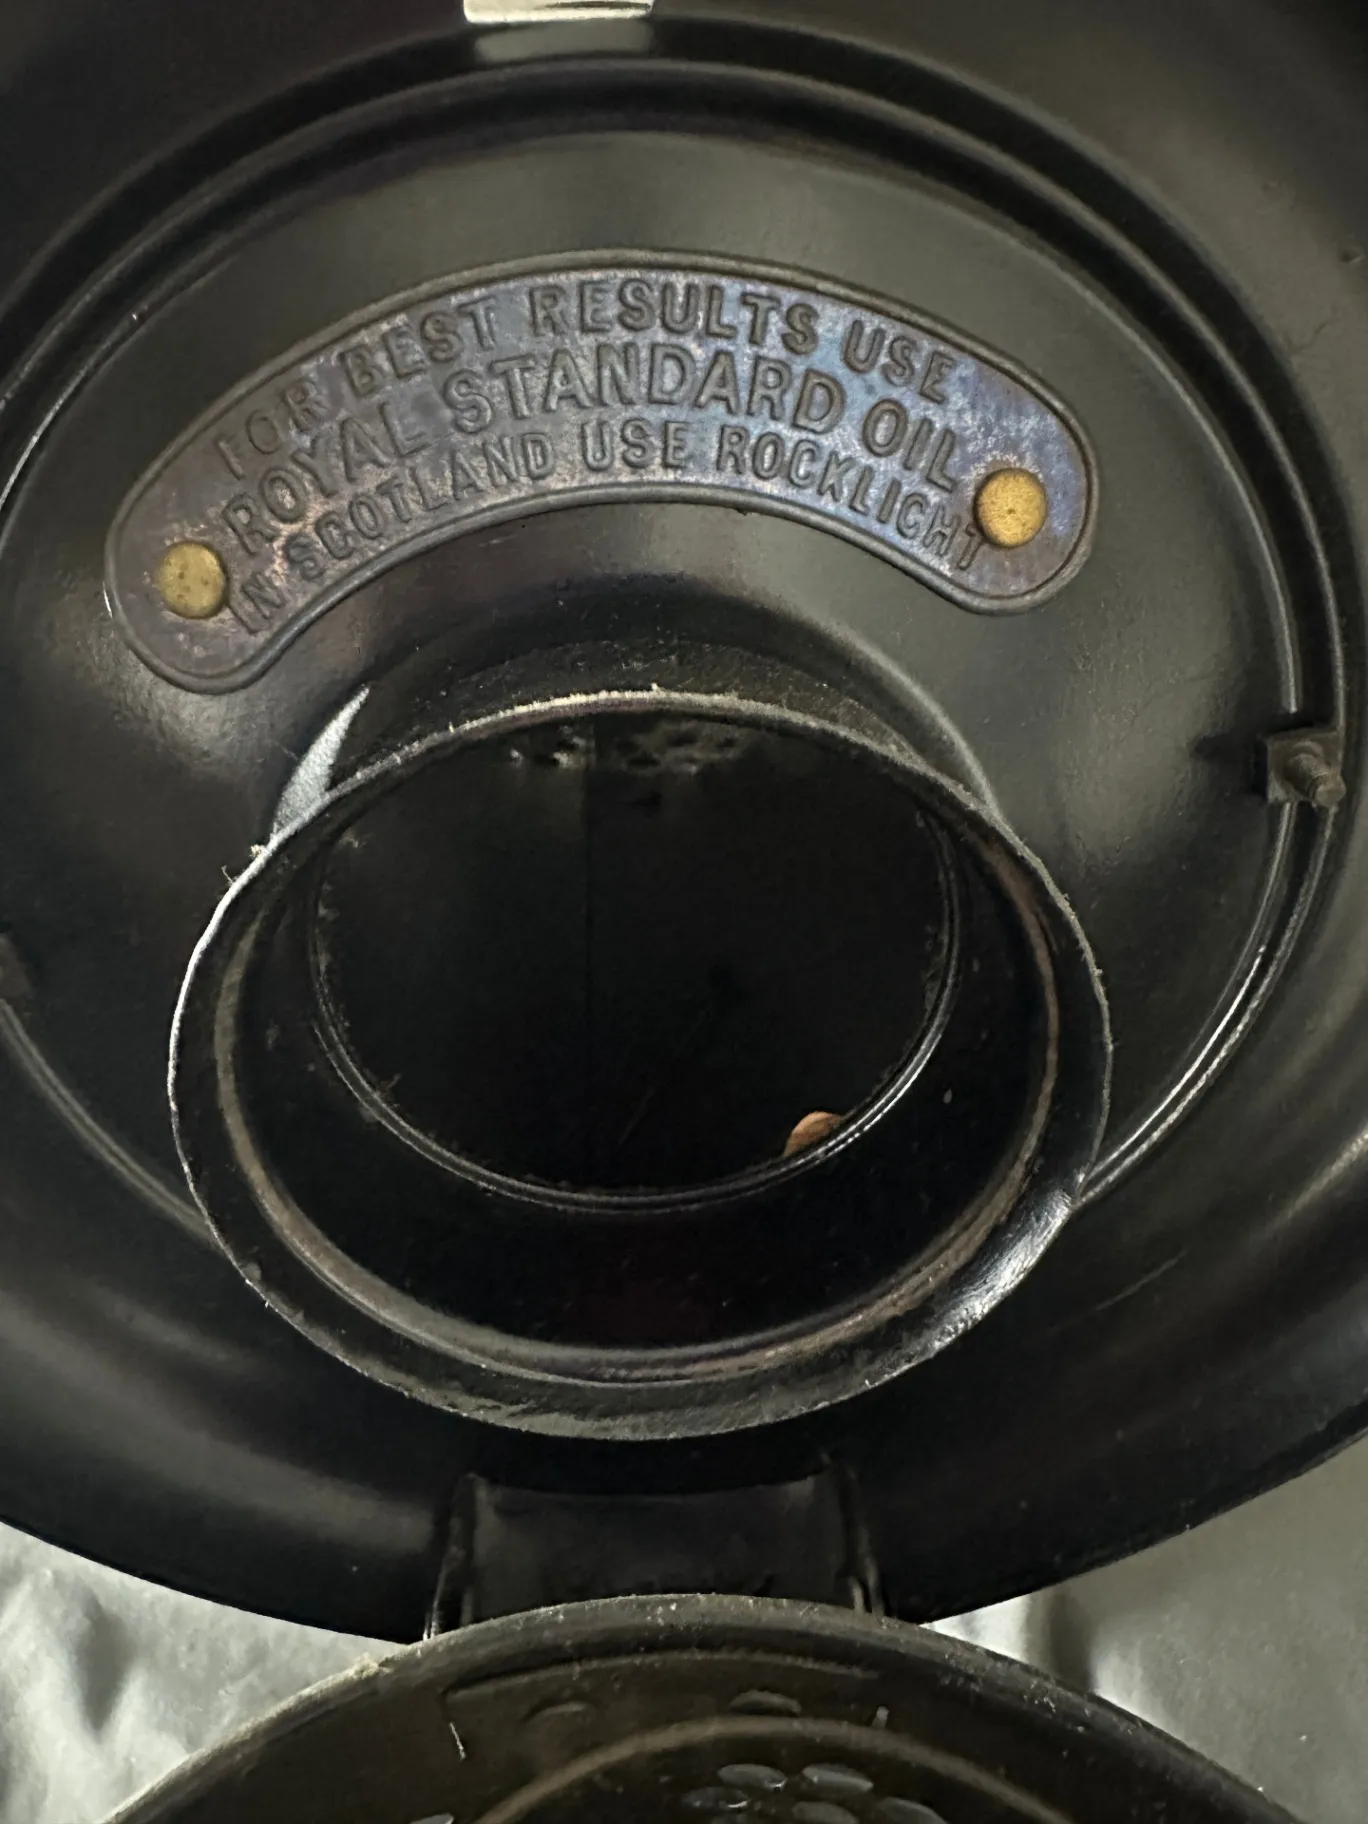 FOR BEST RESULTS USE
ROYAL STANDARD OIL
IN SCOTLAND USE ROCKLIGHT